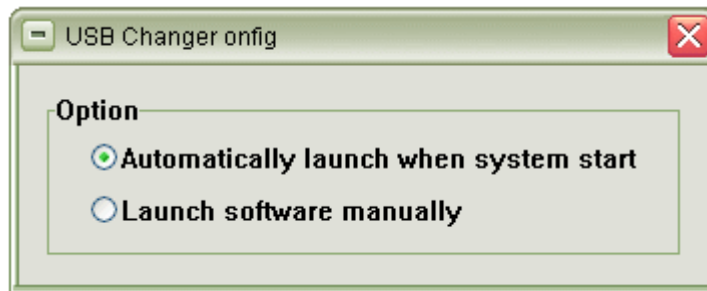 USB Changer onfig
Option
Automatically launch when system start
Launch software manually